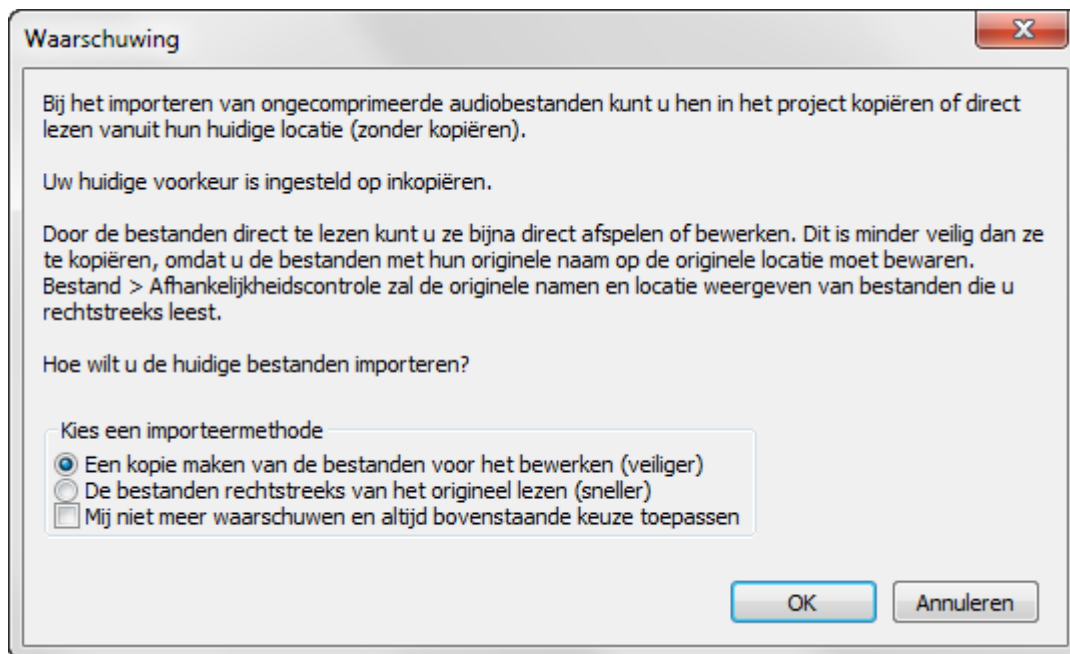 Waarschuwing
Bij het importeren van ongecomprimeerde audiobestanden kunt u hen in het project kopiëren of direct
lezen vanuit hun huidige locatie (zonder kopiëren).
Uw huidige voorkeur is ingesteld op inkopiëren.
Door de bestanden direct te lezen kunt u ze bijna direct afspelen of bewerken. Dit is minder veilig dan ze
te kopiëren, omdat u de bestanden met hun originele naam op de originele locatie moet bewaren.
Bestand > Afhankelijkheidscontrole zal de originele namen en locatie weergeven van bestanden die u
rechtstreeks leest.
Hoe wilt u de huidige bestanden importeren?
Kies een importeermethode
Een kopie maken van de bestanden voor het bewerken (veiliger)
De bestanden rechtstreeks van het origineel lezen (sneller)
Mij niet meer waarschuwen en altijd bovenstaande keuze toepassen
OK
Annuleren